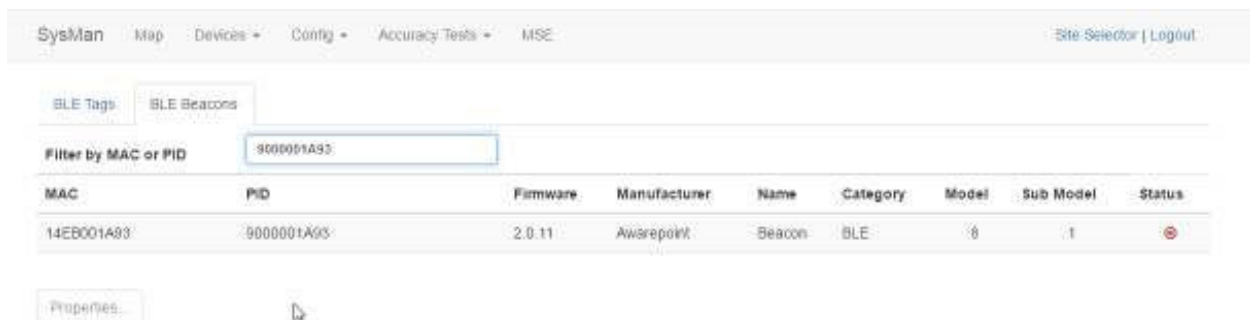 SysMan Map Devices Config Accuracy Tests MSE Site Selector | Logout
BLE Tags BLE Beacons
Filter by MAC or PID 9000001A93
MAC PID Firmware Manufacturer Name Category Model Sub Model Status
14EB001A93 9000001A93 2.0.11 Awarepoint Beacon BLE 8 1
Properties...